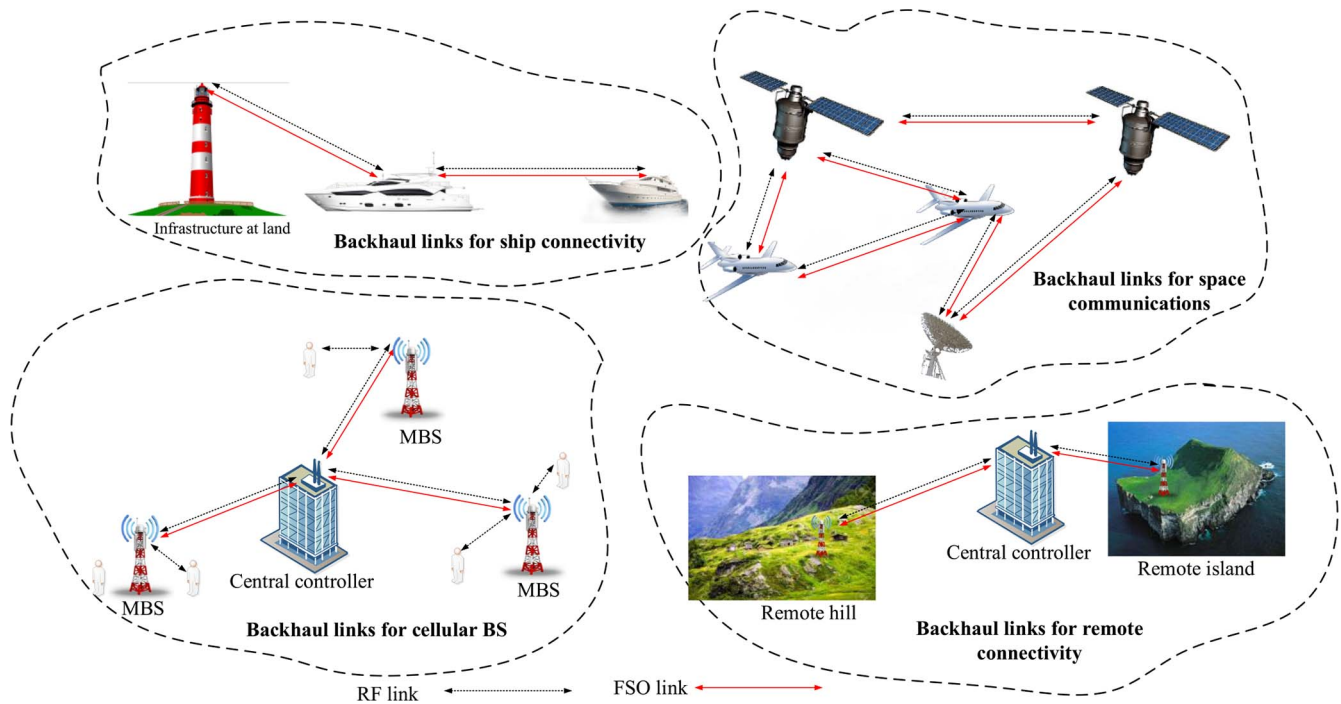 Infrastructure at land
Backhaul links for ship connectivity
Backhaul links for space
communications
MBS
Central controller
MBS
MBS
Backhaul links for cellular BS
Central controller
Remote island
Remote hill
Backhaul links for remote
connectivity
RF link
FSO link